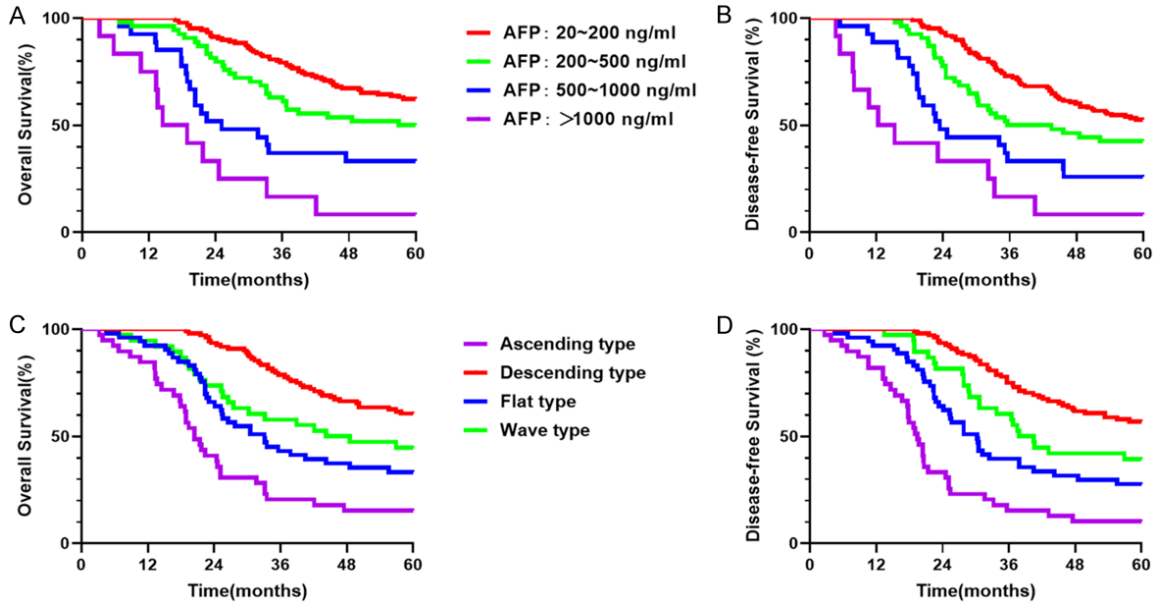 A
Overall Survival(%)
100
50
0
0 12 24 36 48 60
Time(months)
AFP: 20~200 ng/ml
AFP: 200~500 ng/ml
AFP: 500~1000 ng/ml
AFP: >1000 ng/ml
B
Disease-free Survival (%)
100
50
0
0 12 24 36 48 60
Time(months)
C
Overall Survival(%)
100
50
0
0 12 24 36 48 60
Time(months)
Ascending type
Descending type
Flat type
Wave type
D
Disease-free Survival (%)
100
50
0
0 12 24 36 48 60
Time(months)